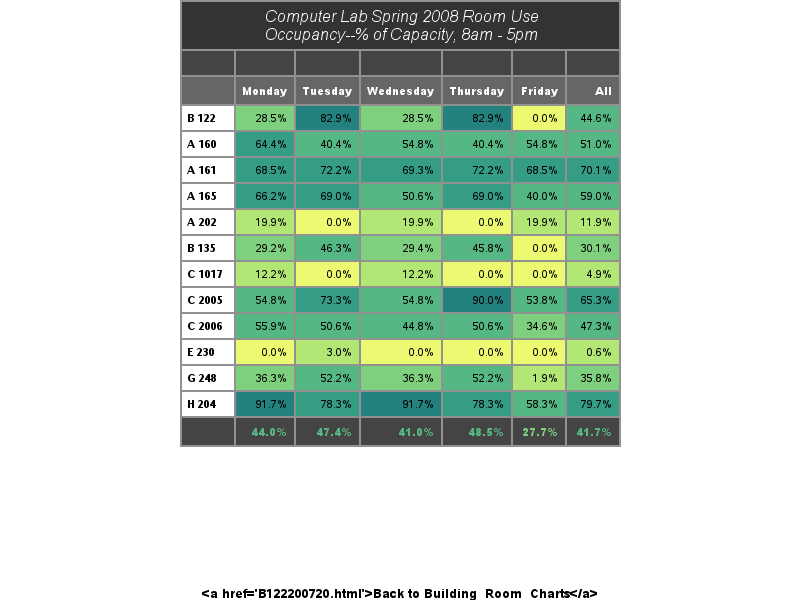 Computer Lab Spring 2008 Room Use
Occupancy--% of Capacity, 8am - 5pm
Monday Tuesday Wednesday Thursday Friday All
B 122 28.5% 82.9% 28.5% 82.9% 0.0% 44.6%
A 160 64.4% 40.4% 54.8% 40.4% 54.8% 51.0%
A 161 68.5% 72.2% 69.3% 72.2% 68.5% 70.1%
A 165 66.2% 69.0% 50.6% 69.0% 40.0% 59.0%
A 202 19.9% 0.0% 19.9% 0.0% 19.9% 11.9%
B 135 29.2% 46.3% 29.4% 45.8% 0.0% 30.1%
C 1017 12.2% 0.0% 12.2% 0.0% 0.0% 4.9%
C 2005 54.8% 73.3% 54.8% 90.0% 53.8% 65.3%
C 2006 55.9% 50.6% 44.8% 50.6% 34.6% 47.3%
E 230 0.0% 3.0% 0.0% 0.0% 0.0% 0.6%
G 248 36.3% 52.2% 36.3% 52.2% 1.9% 35.8%
H 204 91.7% 78.3% 91.7% 78.3% 58.3% 79.7%
44.0% 47.4% 41.0% 48.5% 27.7% 41.7%
<a href='B122200720.html'>Back to Building_Room_Charts</a>